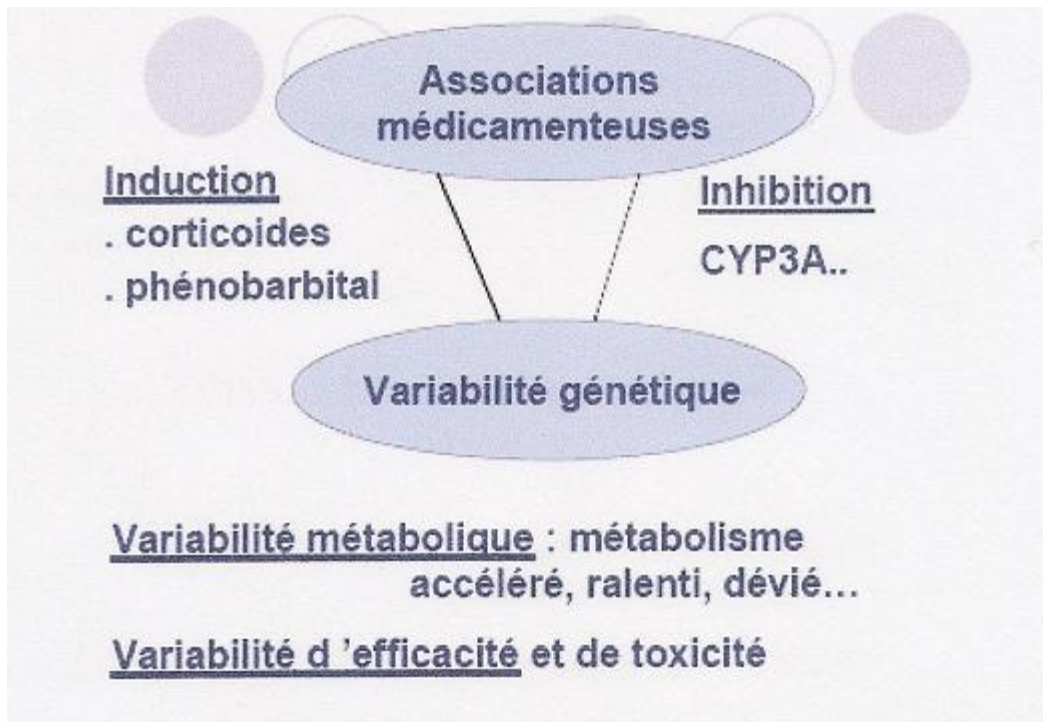 Associations
médicamenteuses
Induction
. corticoides
. phénobarbital
Inhibition
CYP3A..
Variabilité génétique
Variabilité métabolique : métabolisme
accéléré, ralenti, dévié...
Variabilité d ’efficacité et de toxicité